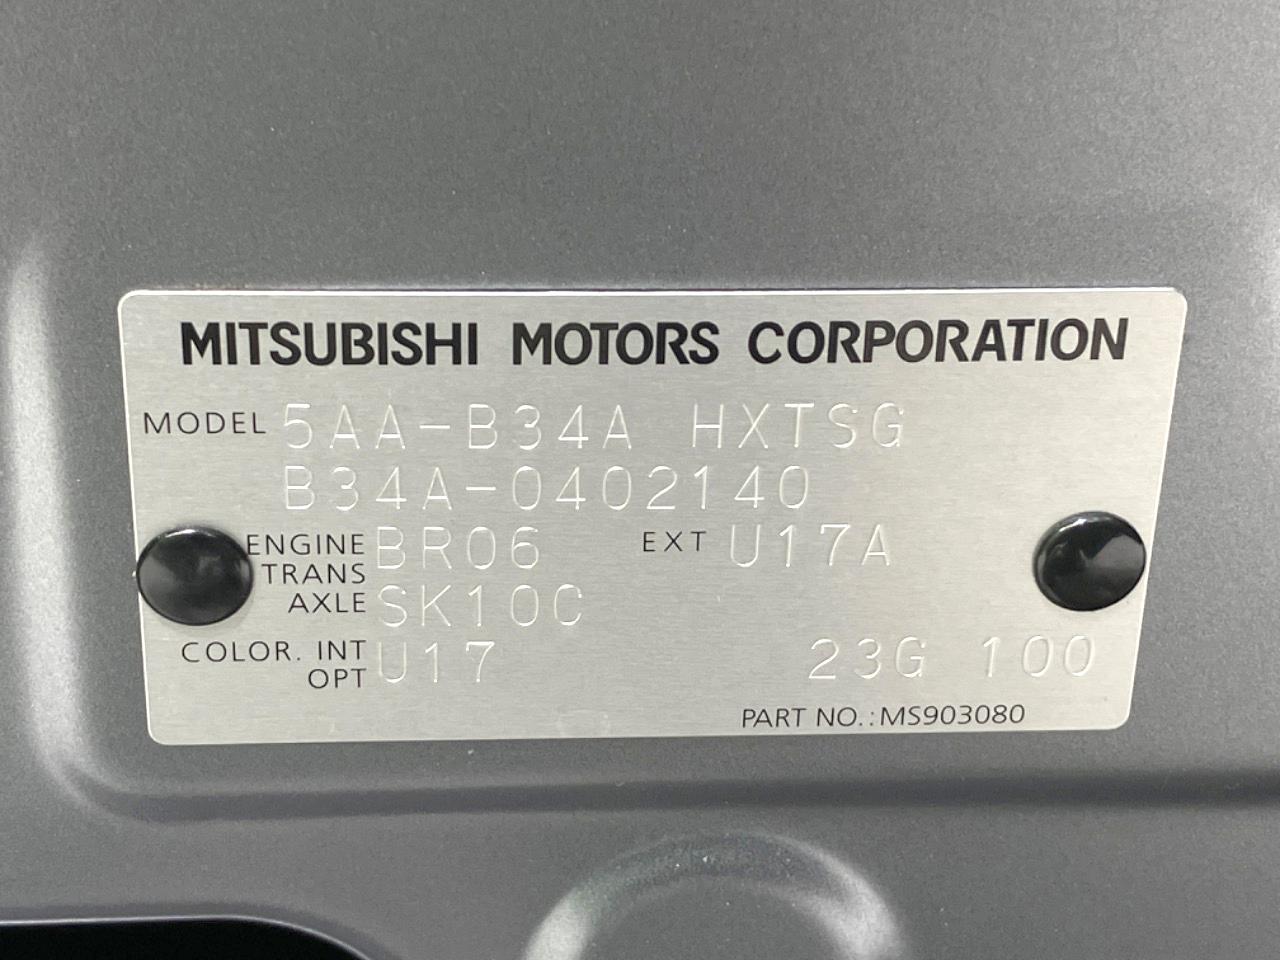 MITSUBISHI MOTORS CORPORATION
MODEL 5AA-B34A HXTSG
B34A-0402140
ENGINE BR06 EXT U17A
TRANS
AXLE SK10C
COLOR. INT U17 23G 100
OPT
PART NO.: MS903080